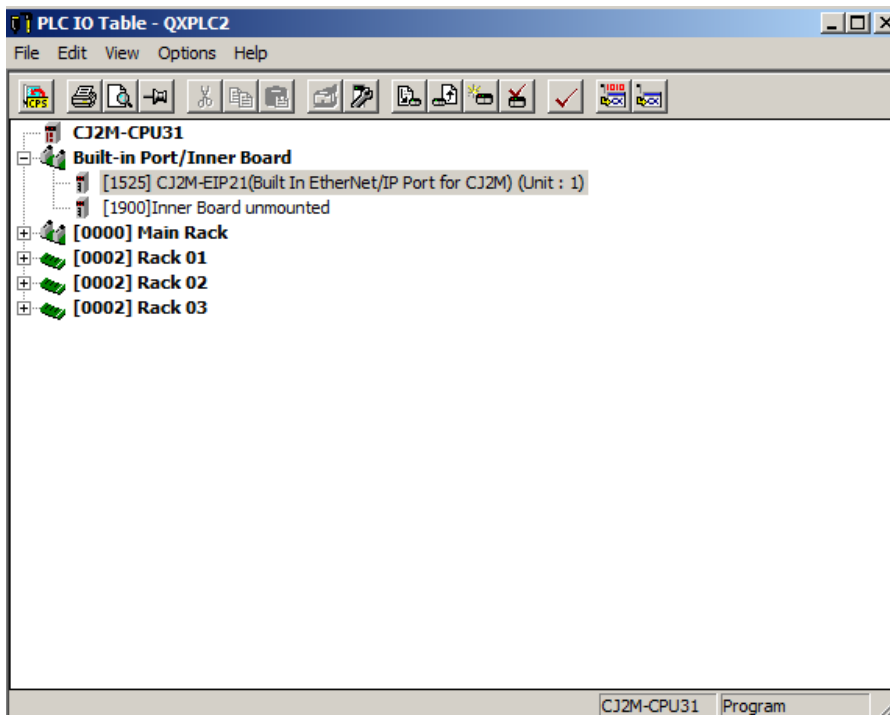 PLC IO Table - QXPLC2
File Edit View Options Help
CPS
CJ2M-CPU31
Built-in Port/Inner Board
[1525] CJ2M-EIP21(Built In EtherNet/IP Port for CJ2M) (Unit : 1)
[1900]Inner Board unmounted
[0000] Main Rack
[0002] Rack 01
[0002] Rack 02
[0002] Rack 03
CJ2M-CPU31 Program